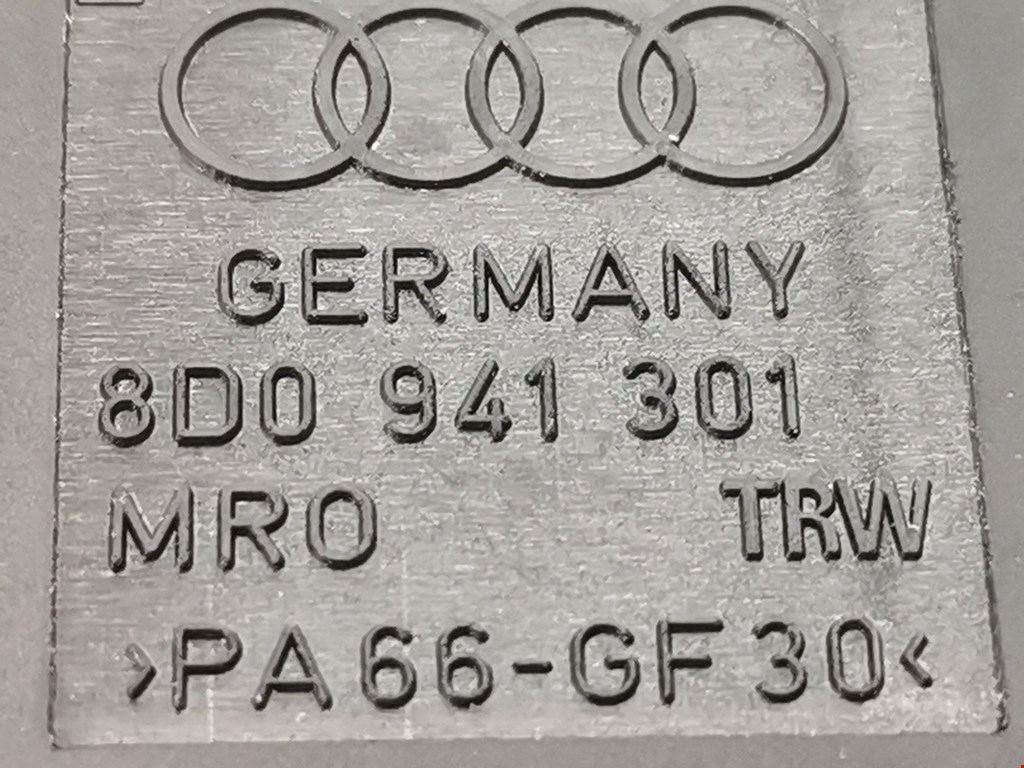 GERMANY
8D0 941 301
MRO TRW
>PA66-GF30<